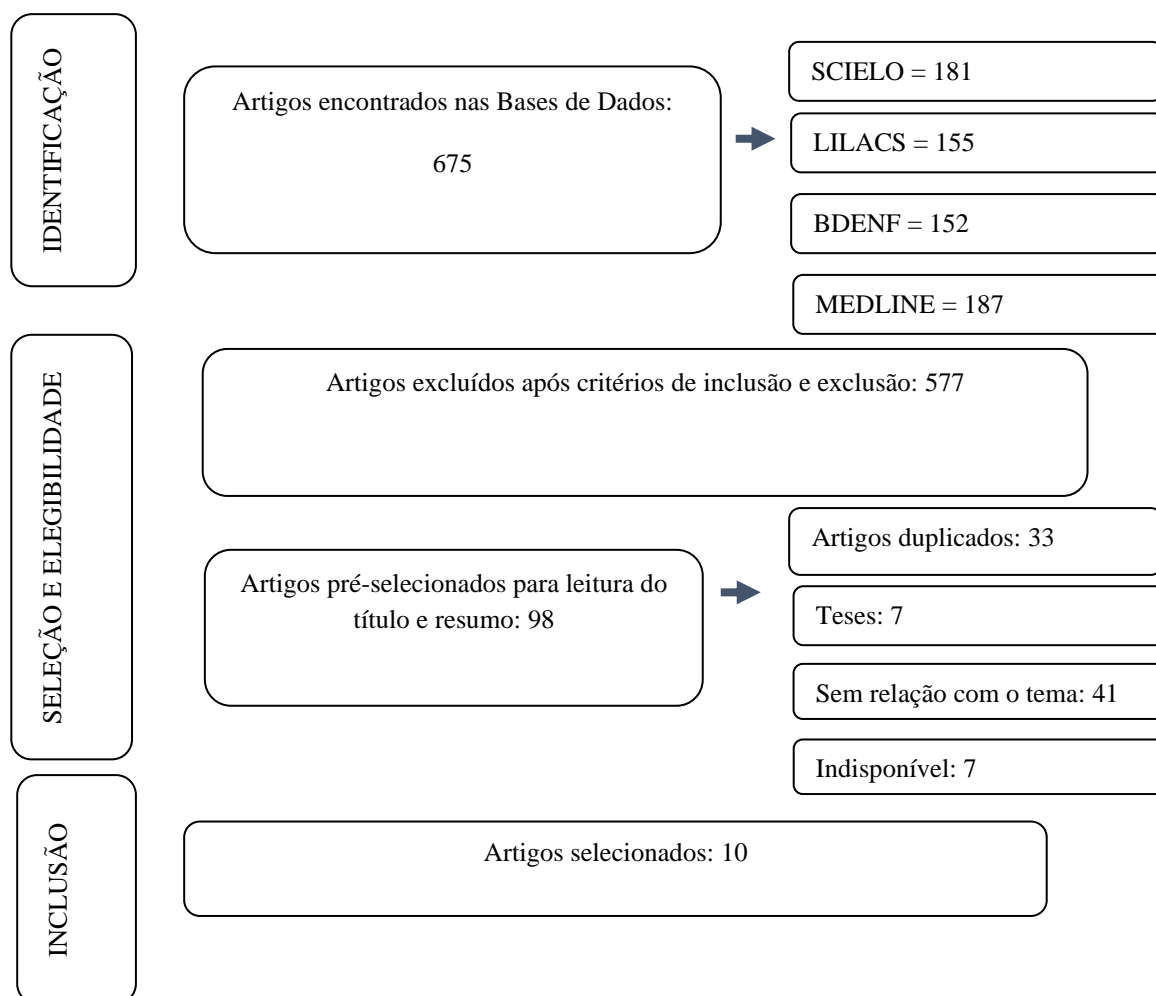 IDENTIFICAÇÃO
Artigos encontrados nas Bases de Dados:
675
SCIELO = 181
LILACS = 155
BDENF = 152
MEDLINE = 187
SELEÇÃO E ELEGIBILIDADE
Artigos excluídos após critérios de inclusão e exclusão: 577
Artigos pré-selecionados para leitura do
título e resumo: 98
Artigos duplicados: 33
Teses: 7
Sem relação com o tema: 41
Indisponível: 7
INCLUSÃO
Artigos selecionados: 10